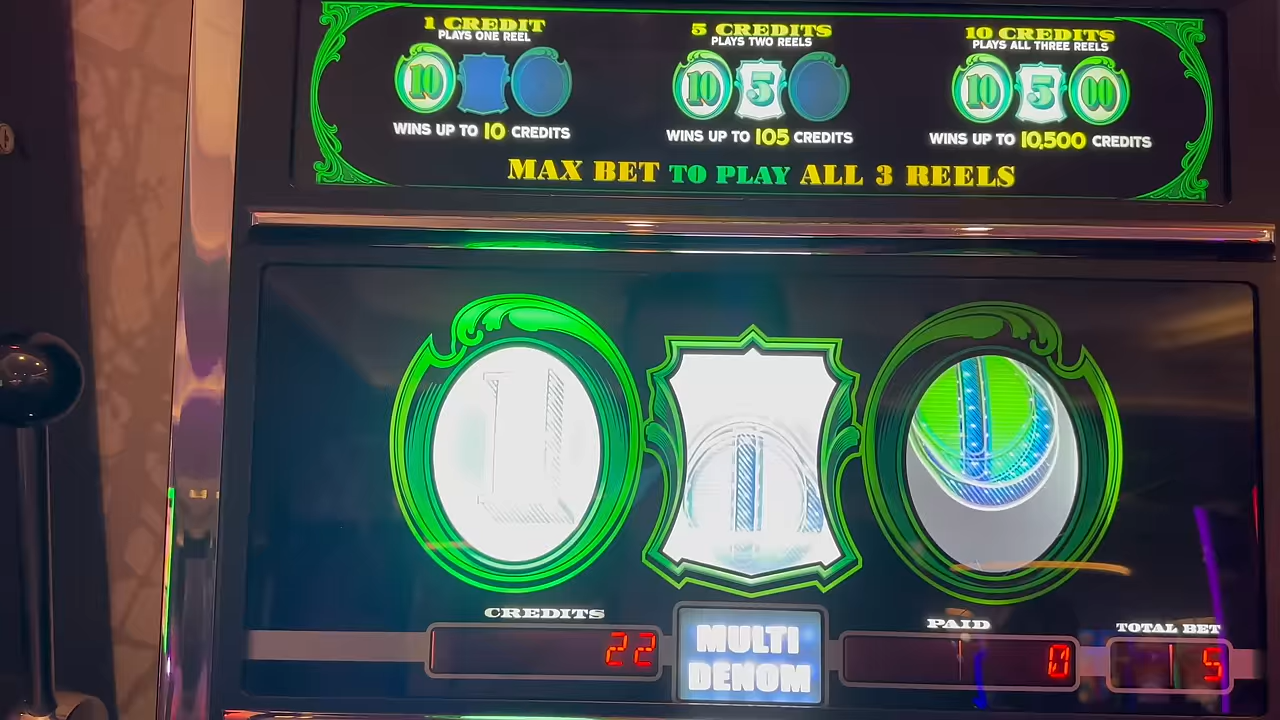 1 CREDIT
PLAYS ONE REEL
10
WINS UP TO 10 CREDITS
5 CREDITS
PLAYS TWO REELS
10 5
WINS UP TO 105 CREDITS
10 CREDITS
PLAYS ALL THREE REELS
10 5 00
WINS UP TO 10,500 CREDITS
MAX BET TO PLAY ALL 3 REELS
CREDITS
22
MULTI
DENOM
PAID
0
TOTAL BET
5